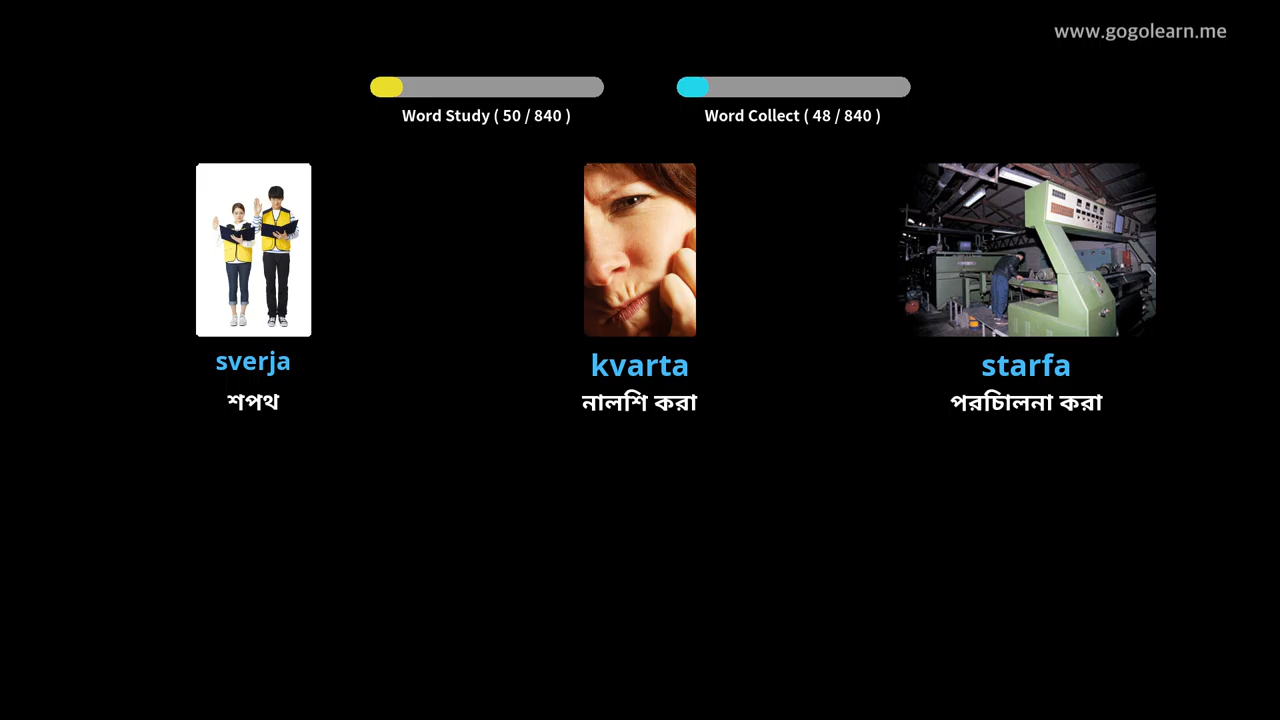 www.gogolearn.me
Word Study ( 50 / 840 )
Word Collect ( 48 / 840 )
sverja
kvarta
starfa
শপথ
নালিশ করা
পরিচালনা করা